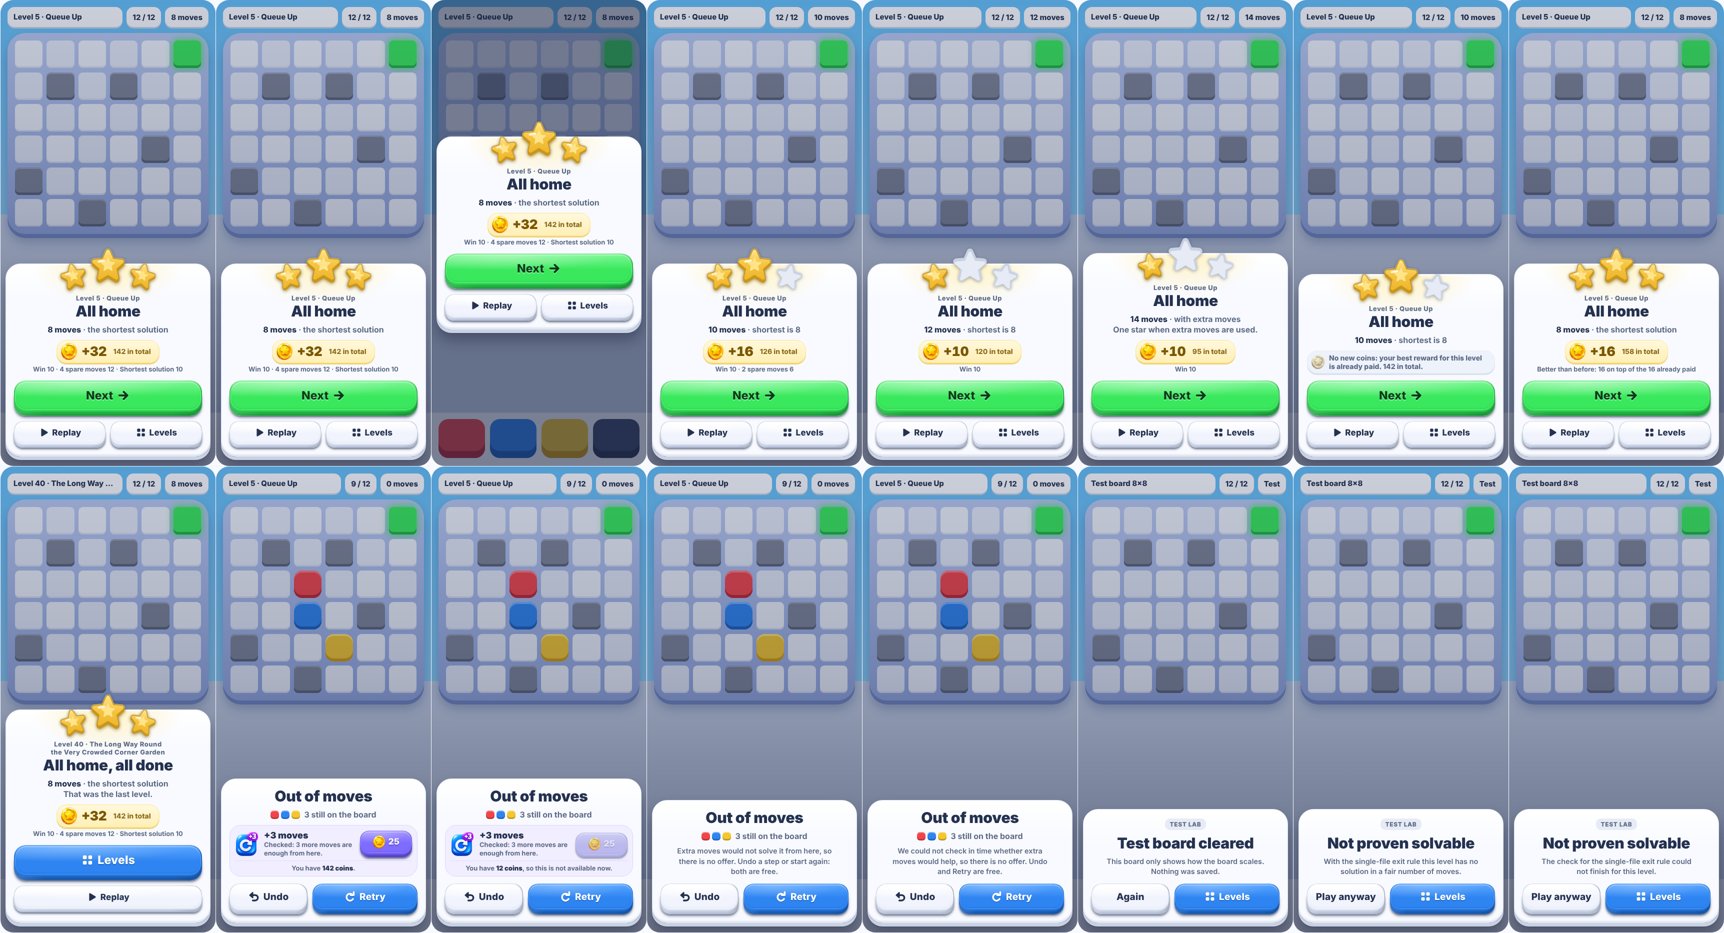 Level 5 · Queue Up
12 / 12
8 moves
Level 5 · Queue Up
All home
8 moves · the shortest solution
+32 142 in total
Win 10 · 4 spare moves 12 · Shortest solution 10
Next →
Replay
Levels
Level 5 · Queue Up
12 / 12
8 moves
Level 5 · Queue Up
All home
8 moves · the shortest solution
+32 142 in total
Win 10 · 4 spare moves 12 · Shortest solution 10
Next →
Replay
Levels
Level 5 · Queue Up
12 / 12
8 moves
Level 5 · Queue Up
All home
8 moves · the shortest solution
+32 142 in total
Win 10 · 4 spare moves 12 · Shortest solution 10
Next →
Replay
Levels
Level 5 · Queue Up
12 / 12
10 moves
Level 5 · Queue Up
All home
10 moves · shortest is 8
+16 126 in total
Win 10 · 2 spare moves 6
Next →
Replay
Levels
Level 5 · Queue Up
12 / 12
12 moves
Level 5 · Queue Up
All home
12 moves · shortest is 8
+10 120 in total
Win 10
Next →
Replay
Levels
Level 5 · Queue Up
12 / 12
14 moves
Level 5 · Queue Up
All home
14 moves · with extra moves
One star when extra moves are used.
+10 95 in total
Win 10
Next →
Replay
Levels
Level 5 · Queue Up
12 / 12
10 moves
Level 5 · Queue Up
All home
10 moves · shortest is 8
No new coins: your best reward for this level
is already paid. 142 in total.
Next →
Replay
Levels
Level 5 · Queue Up
12 / 12
8 moves
Level 5 · Queue Up
All home
8 moves · the shortest solution
+16 158 in total
Better than before: 16 on top of the 16 already paid
Next →
Replay
Levels
Level 40 · The Long Way ...
12 / 12
8 moves
Level 40 · The Long Way Round
the Very Crowded Corner Garden
All home, all done
8 moves · the shortest solution
That was the last level.
+32 142 in total
Win 10 · 4 spare moves 12 · Shortest solution 10
Levels
Replay
Level 5 · Queue Up
9 / 12
0 moves
Out of moves
3 still on the board
+3
+3 moves
Checked: 3 more moves are
enough from here.
25
You have 142 coins.
Undo
Retry
Level 5 · Queue Up
9 / 12
0 moves
Out of moves
3 still on the board
+3
+3 moves
Checked: 3 more moves are
enough from here.
25
You have 12 coins, so this is not available now.
Undo
Retry
Level 5 · Queue Up
9 / 12
0 moves
Out of moves
3 still on the board
Extra moves would not solve it from here, so
there is no offer. Undo a step or start again:
both are free.
Undo
Retry
Level 5 · Queue Up
9 / 12
0 moves
Out of moves
3 still on the board
We could not check in time whether extra
moves would help, so there is no offer. Undo
and Retry are free.
Undo
Retry
Test board 8×8
12 / 12
Test
TEST LAB
Test board cleared
This board only shows how the board scales.
Nothing was saved.
Again
Levels
Test board 8×8
12 / 12
Test
TEST LAB
Not proven solvable
With the single-file exit rule this level has no
solution in a fair number of moves.
Play anyway
Levels
Test board 8×8
12 / 12
Test
TEST LAB
Not proven solvable
The check for the single-file exit rule could
not finish for this level.
Play anyway
Levels